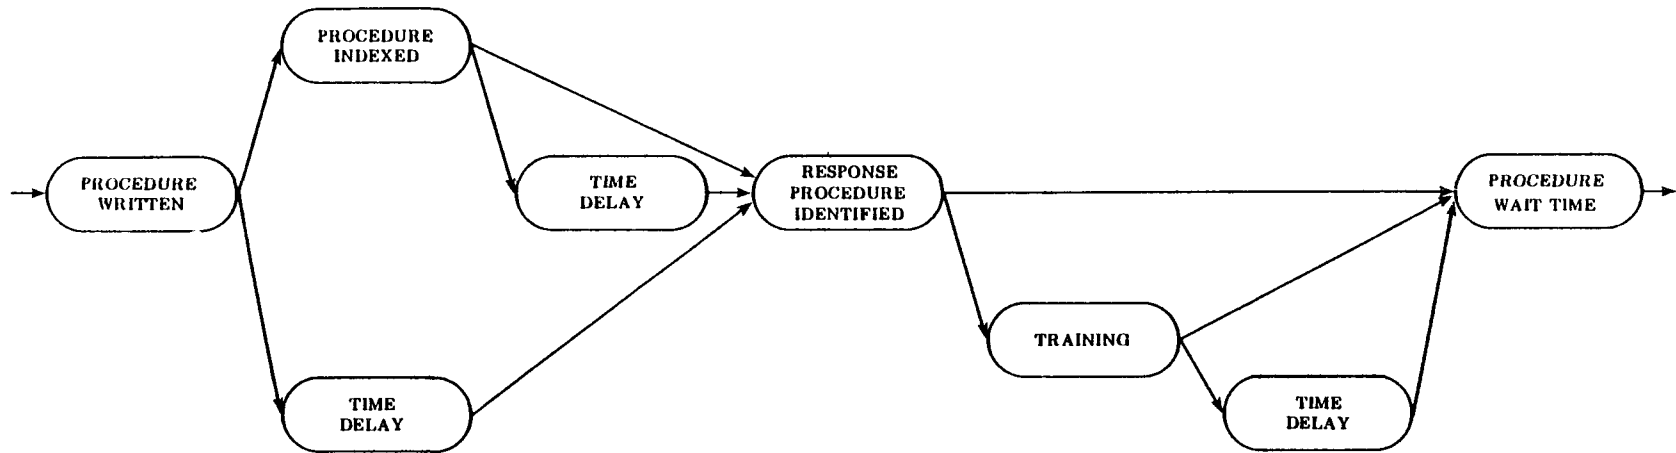 PROCEDURE
INDEXED
PROCEDURE
WRITTEN
TIME
DELAY
TIME
DELAY
RESPONSE
PROCEDURE
IDENTIFIED
TRAINING
TIME
DELAY
PROCEDURE
WAIT TIME